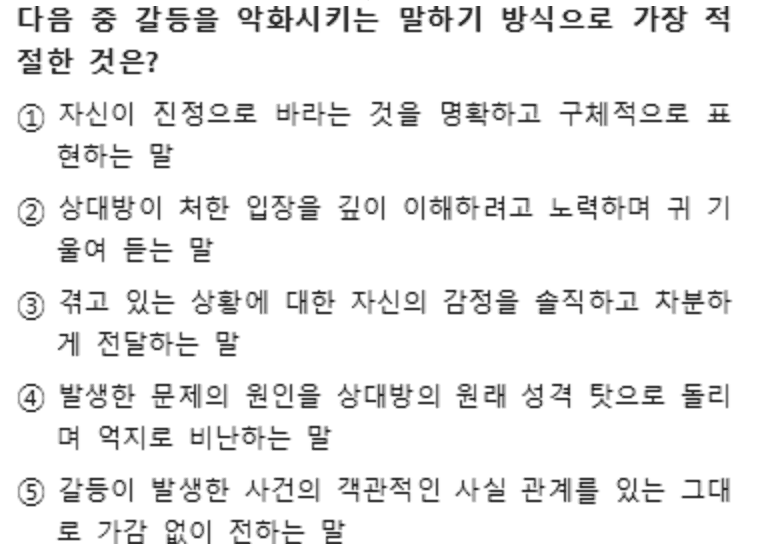 다음 중 갈등을 악화시키는 말하기 방식으로 가장 적
절한 것은?
① 자신이 진정으로 바라는 것을 명확하고 구체적으로 표
현하는 말
② 상대방이 처한 입장을 깊이 이해하려고 노력하며 귀 기
울여 듣는 말
③ 겪고 있는 상황에 대한 자신의 감정을 솔직하고 차분하
게 전달하는 말
④ 발생한 문제의 원인을 상대방의 원래 성격 탓으로 돌리
며 억지로 비난하는 말
⑤ 갈등이 발생한 사건의 객관적인 사실 관계를 있는 그대
로 가감 없이 전하는 말